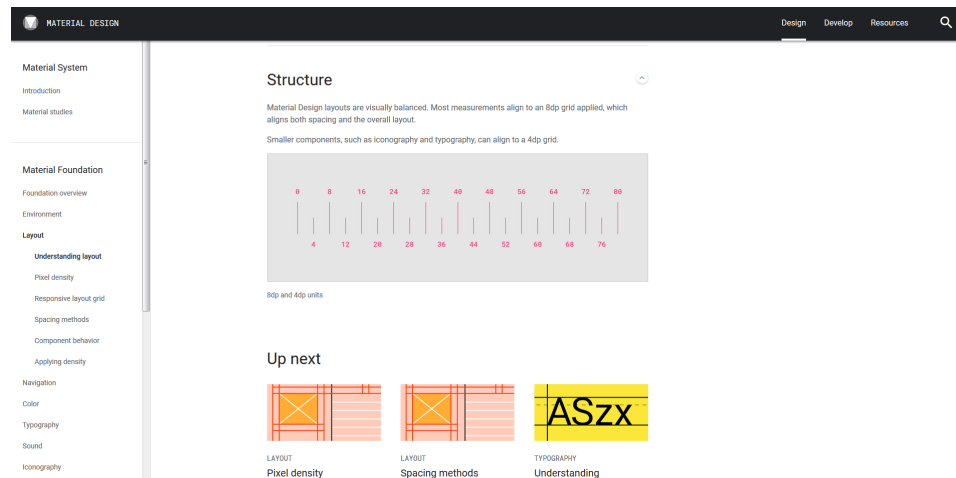 MATERIAL DESIGN
Design
Develop
Resources
Material System
Introduction
Material studies
Material Foundation
Foundation overview
Environment
Layout
Understanding layout
Pixel density
Responsive layout grid
Spacing methods
Component behavior
Applying density
Navigation
Color
Typography
Sound
Iconography
Structure
Material Design layouts are visually balanced. Most measurements align to an 8dp grid applied, which
aligns both spacing and the overall layout.
Smaller components, such as iconography and typography, can align to a 4dp grid.
0 8 16 24 32 40 48 56 64 72 80
4 12 20 28 36 44 52 60 68 76
8dp and 4dp units
Up next
ASzx
LAYOUT
Pixel density
LAYOUT
Spacing methods
TYPOGRAPHY
Understanding